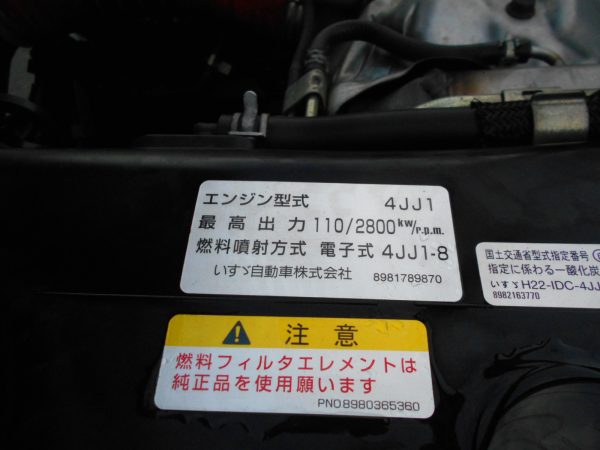 エンジン型式 4JJ1
最高出力 110/2800kW/r.p.m.
燃料噴射方式 電子式 4JJ1-8
いすゞ自動車株式会社 8981789870
国土交通省型式指定番号
指定に係わる一酸化炭
いすゞH22-IDC-4JJ
8982163770
注意
燃料フィルタエレメントは
純正品を使用願います
PNO8980365360